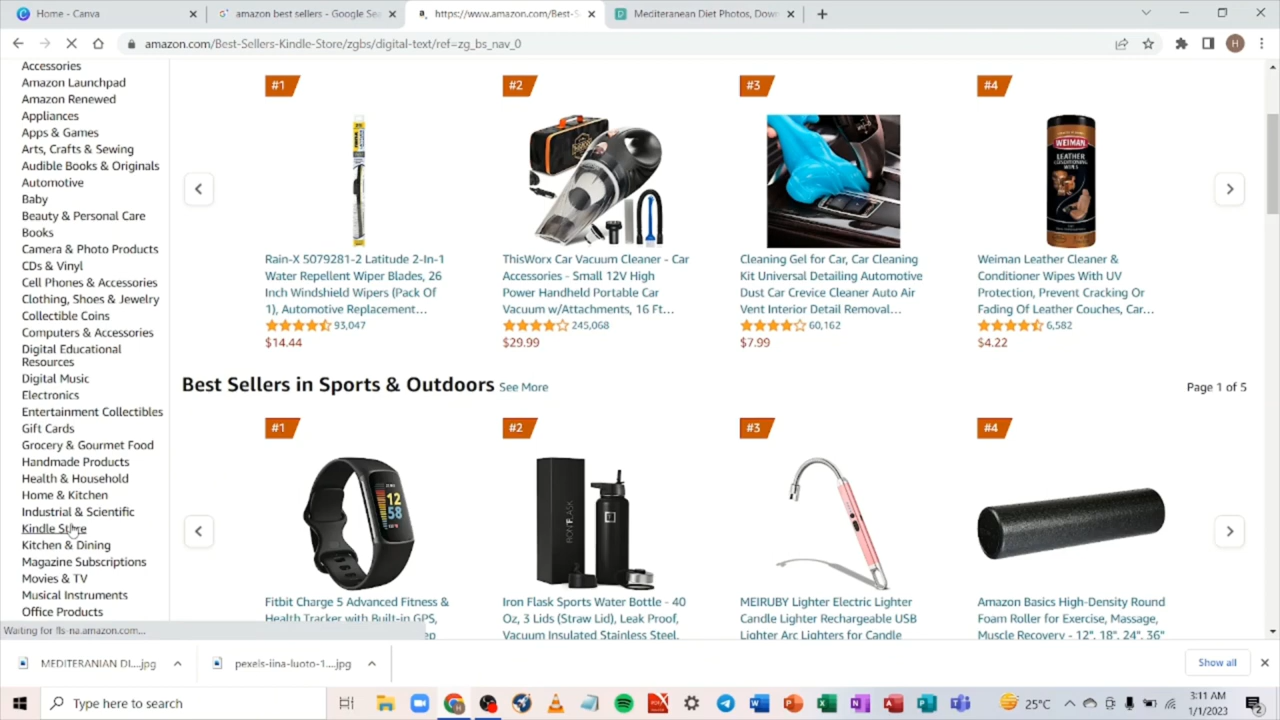 Home - Canva
amazon best sellers - Google Sea
https://www.amazon.com/Best-S
Mediteranean Diet Photos, Dow
amazon.com/Best-Sellers-Kindle-Store/zgbs/digital-text/ref=zg_bs_nav_0
H
Accessories
Amazon Launchpad
Amazon Renewed
Appliances
Apps & Games
Arts, Crafts & Sewing
Audible Books & Originals
Automotive
Baby
Beauty & Personal Care
Books
Camera & Photo Products
CDs & Vinyl
Cell Phones & Accessories
Clothing, Shoes & Jewelry
Collectible Coins
Computers & Accessories
Digital Educational
Resources
Digital Music
Electronics
Entertainment Collectibles
Gift Cards
Grocery & Gourmet Food
Handmade Products
Health & Household
Home & Kitchen
Industrial & Scientific
Kindle Store
Kitchen & Dining
Magazine Subscriptions
Movies & TV
Musical Instruments
Office Products
#1
Rain-X 5079281-2 Latitude 2-In-1
Water Repellent Wiper Blades, 26
Inch Windshield Wipers (Pack Of
1), Automotive Replacement…
93,047
$14.44
#2
ThisWorx Car Vacuum Cleaner - Car
Accessories - Small 12V High
Power Handheld Portable Car
Vacuum w/Attachments, 16 Ft…
245,068
$29.99
#3
Cleaning Gel for Car, Car Cleaning
Kit Universal Detailing Automotive
Dust Car Crevice Cleaner Auto Air
Vent Interior Detail Removal…
60,162
$7.99
#4
WEIMAN
LEATHER
Weiman Leather Cleaner &
Conditioner Wipes With UV
Protection, Prevent Cracking Or
Fading Of Leather Couches, Car…
6,582
$4.22
Best Sellers in Sports & Outdoors See More
Page 1 of 5
#1
12
58
Fitbit Charge 5 Advanced Fitness &
Health Tracker with Built-in GPS,
#2
IRON FLASK
Iron Flask Sports Water Bottle - 40
Oz, 3 Lids (Straw Lid), Leak Proof,
Vacuum Insulated Stainless Steel,
#3
MEIRUBY Lighter Electric Lighter
Candle Lighter Rechargeable USB
Lighter Arc Lighters for Candle
#4
Amazon Basics High-Density Round
Foam Roller for Exercise, Massage,
Muscle Recovery - 12", 18", 24", 36"
Waiting for fls-na.amazon.com...
MEDITERANIAN DI....jpg
pexels-iina-luoto-1....jpg
Show all
Type here to search
25°C
3:11 AM
1/1/2023
2